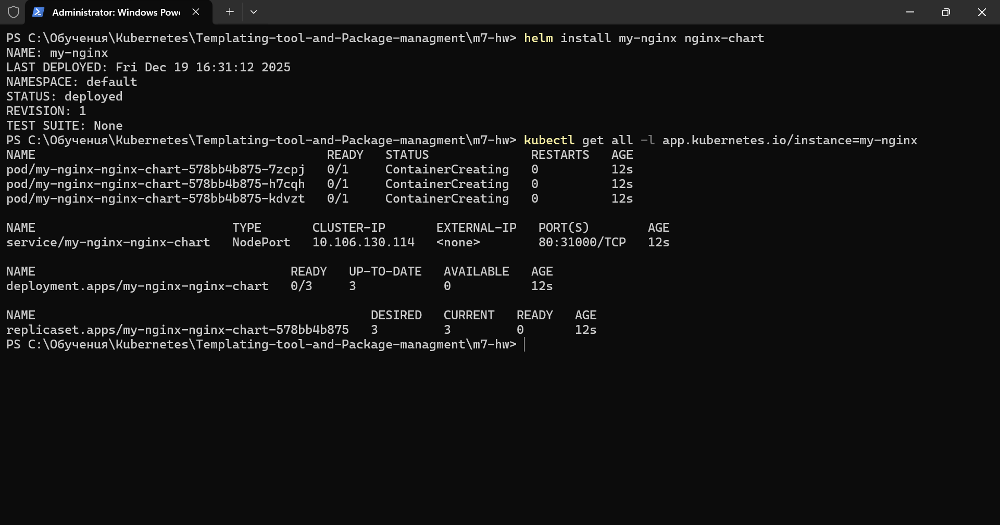 Administrator: Windows Pow
PS C:\Обучения\Kubernetes\Templating-tool-and-Package-managment\m7-hw> helm install my-nginx nginx-chart
NAME: my-nginx
LAST DEPLOYED: Fri Dec 19 16:31:12 2025
NAMESPACE: default
STATUS: deployed
REVISION: 1
TEST SUITE: None
PS C:\Обучения\Kubernetes\Templating-tool-and-Package-managment\m7-hw> kubectl get all -l app.kubernetes.io/instance=my-nginx
NAME READY STATUS RESTARTS AGE
pod/my-nginx-nginx-chart-578bb4b875-7zcpj 0/1 ContainerCreating 0 12s
pod/my-nginx-nginx-chart-578bb4b875-h7cqh 0/1 ContainerCreating 0 12s
pod/my-nginx-nginx-chart-578bb4b875-kdvzt 0/1 ContainerCreating 0 12s
NAME TYPE CLUSTER-IP EXTERNAL-IP PORT(S) AGE
service/my-nginx-nginx-chart NodePort 10.106.130.114 <none> 80:31000/TCP 12s
NAME READY UP-TO-DATE AVAILABLE AGE
deployment.apps/my-nginx-nginx-chart 0/3 3 0 12s
NAME DESIRED CURRENT READY AGE
replicaset.apps/my-nginx-nginx-chart-578bb4b875 3 3 0 12s
PS C:\Обучения\Kubernetes\Templating-tool-and-Package-managment\m7-hw>